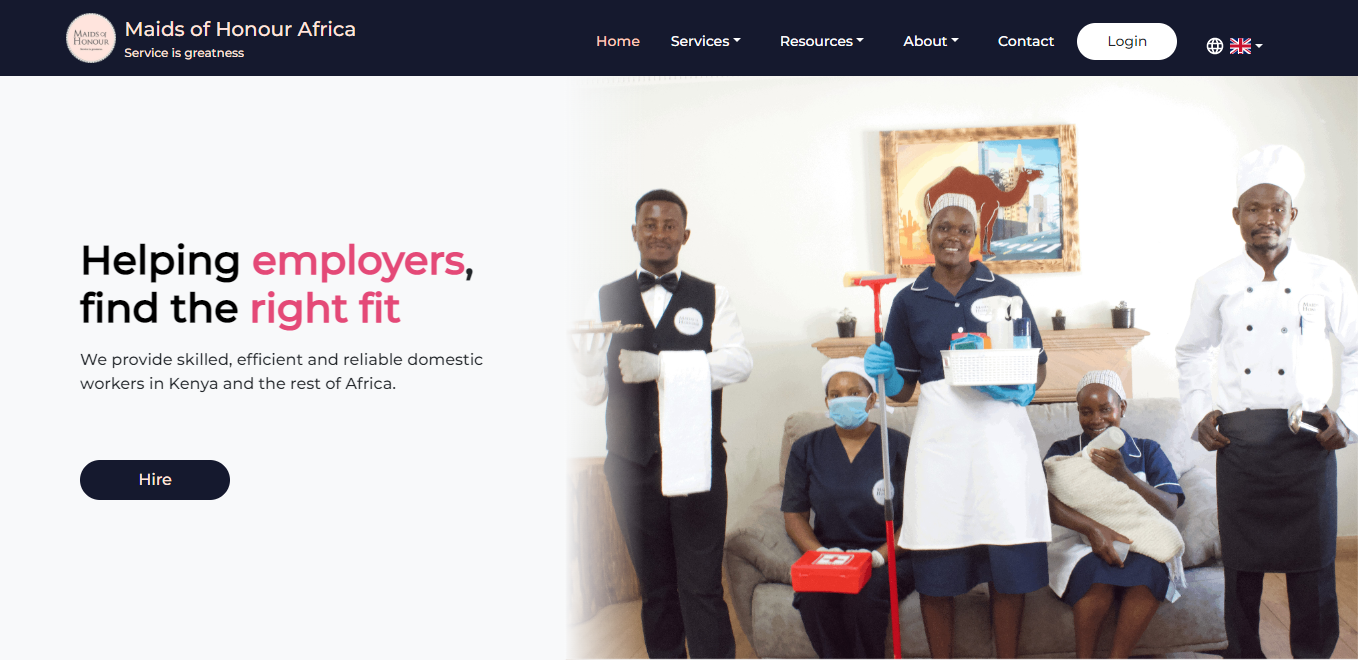 MAIDS OF
HONOUR
Maids of Honour Africa
Service is greatness
Home
Services
Resources
About
Contact
Login
Helping employers,
find the right fit
We provide skilled, efficient and reliable domestic
workers in Kenya and the rest of Africa.
Hire